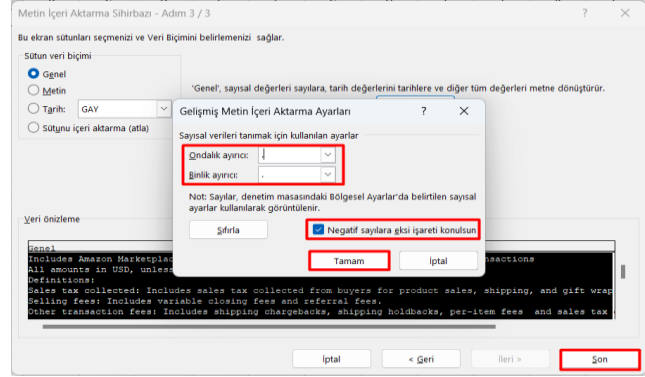 Metin İçeri Aktarma Sihirbazı - Adım 3 / 3
?
Bu ekran sütunları seçmenizi ve Veri Biçimini belirlemenizi sağlar.
Sütun veri biçimi
Genel
Metin
Tarih: GAY
Sütunu içeri aktarma (atla)
'Genel', sayısal değerleri sayılara, tarih değerlerini tarihlere ve diğer tüm değerleri metne dönüştürür.
Gelişmiş Metin İçeri Aktarma Ayarları ?
Sayısal verileri tanımak için kullanılan ayarlar
Ondalık ayırıcı:
Binlik ayırıcı: .
Not: Sayılar, denetim masasındaki Bölgesel Ayarlar'da belirtilen sayısal
ayarlar kullanılarak görüntülenir.
Sıfırla
Negatif sayılara eksi işareti konulsun
Tamam İptal
Veri önizleme
Genel
Includes Amazon Marketplac nsactions
All amounts in USD, unless
Definitions:
Sales tax collected: Includes sales tax collected from buyers for product sales, shipping, and gift wrap
Selling fees: Includes variable closing fees and referral fees.
Other transaction fees: Includes shipping chargebacks, shipping holdbacks, per-item fees and sales tax
İptal < Geri İleri > Son